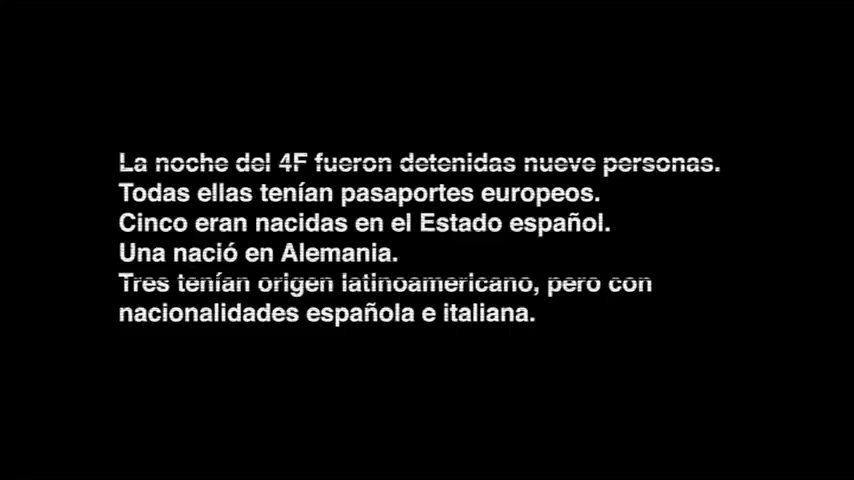 La noche del 4F fueron detenidas nueve personas.
Todas ellas tenían pasaportes europeos.
Cinco eran nacidas en el Estado español.
Una nació en Alemania.
Tres tenían origen latinoamericano, pero con
nacionalidades española e italiana.